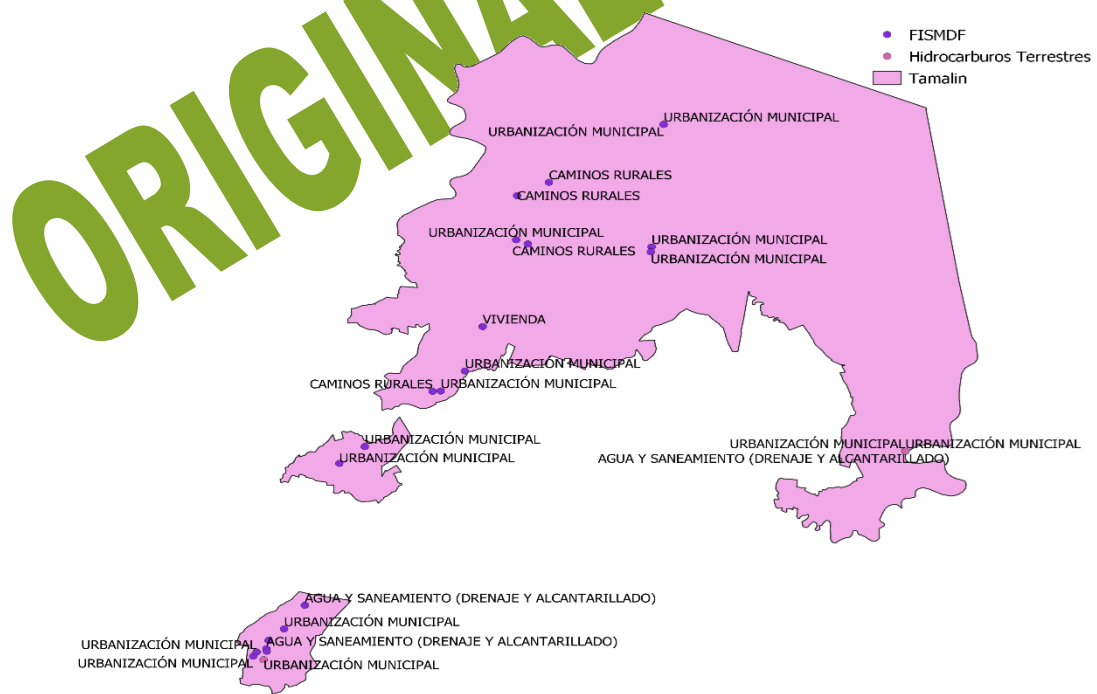 ORIGINAL
FISMDF
Hidrocarburos Terrestres
Tamalin
URBANIZACIÓN MUNICIPAL
URBANIZACIÓN MUNICIPAL
CAMINOS RURALES
CAMINOS RURALES
URBANIZACIÓN MUNICIPAL
CAMINOS RURALES
URBANIZACIÓN MUNICIPAL
URBANIZACIÓN MUNICIPAL
VIVIENDA
URBANIZACIÓN MUNICIPAL
CAMINOS RURALES
URBANIZACIÓN MUNICIPAL
URBANIZACIÓN MUNICIPAL
URBANIZACIÓN MUNICIPAL
URBANIZACIÓN MUNICIPAL
URBANIZACIÓN MUNICIPAL
AGUA Y SANEAMIENTO (DRENAJE Y ALCANTARILLADO)
AGUA Y SANEAMIENTO (DRENAJE Y ALCANTARILLADO)
URBANIZACIÓN MUNICIPAL
URBANIZACIÓN MUNICIPAL
AGUA Y SANEAMIENTO (DRENAJE Y ALCANTARILLADO)
URBANIZACIÓN MUNICIPAL
URBANIZACIÓN MUNICIPAL